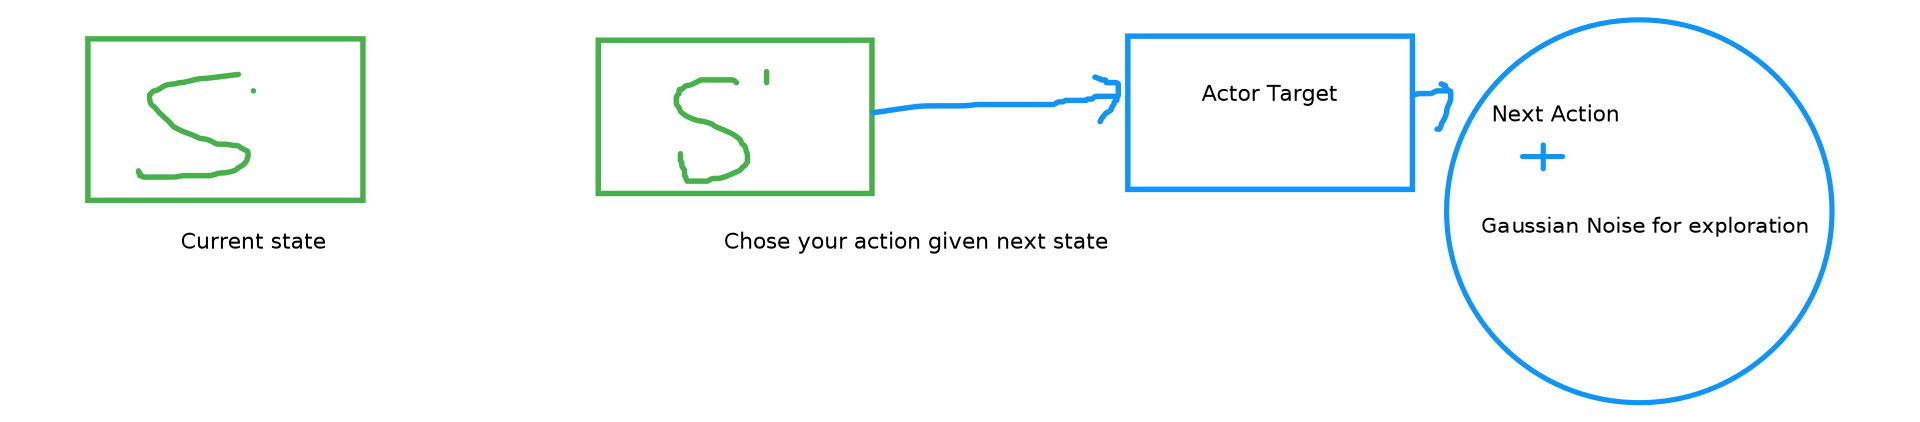 S
S'
Actor Target
Next Action
+
Gaussian Noise for exploration
Current state
Chose your action given next state